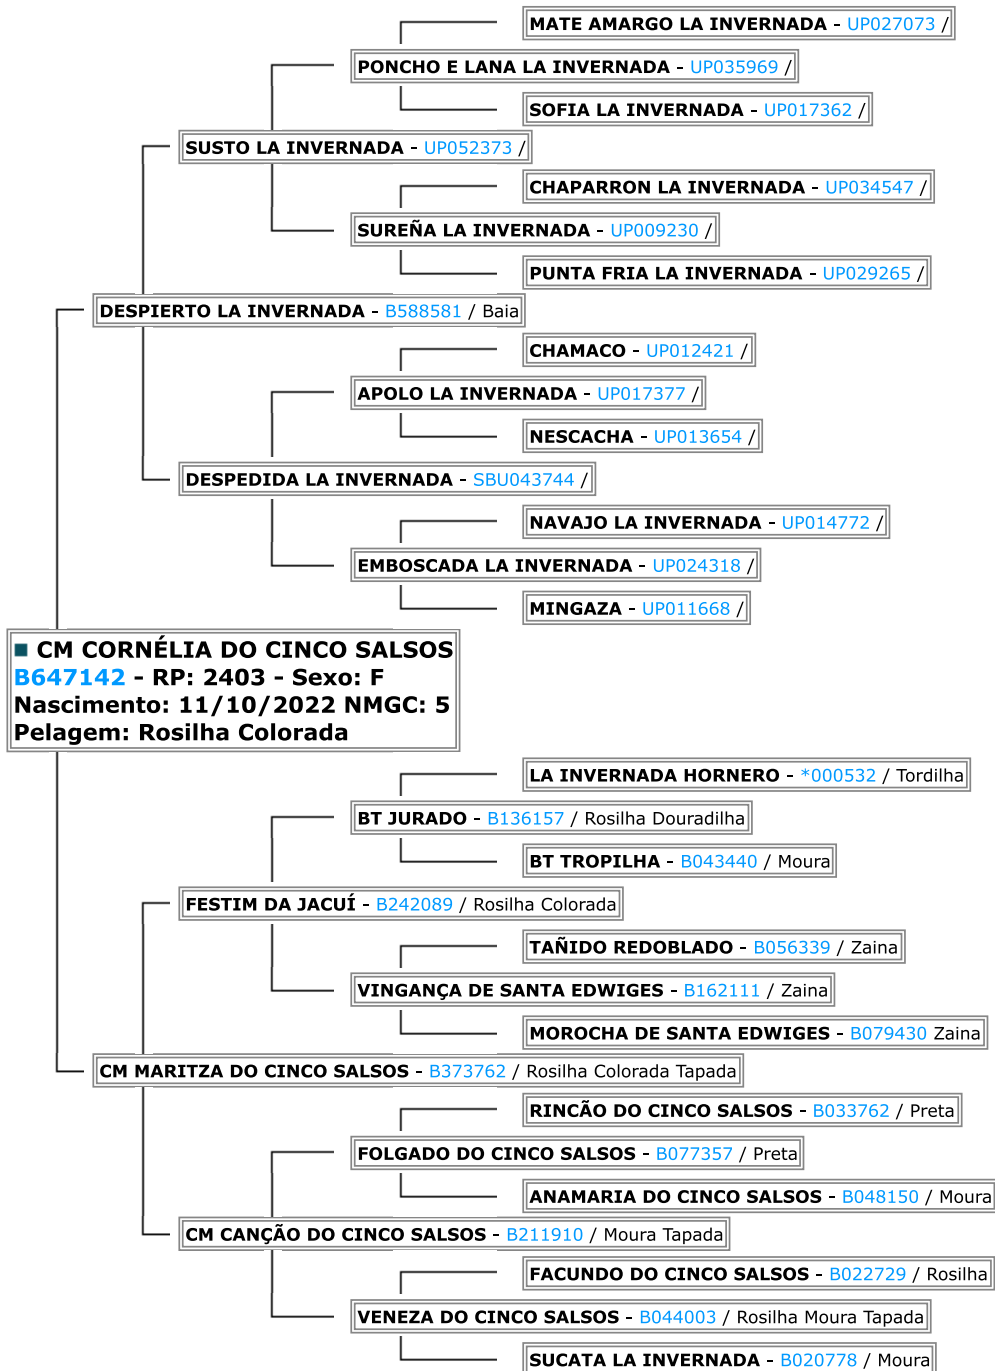 MATE AMARGO LA INVERNADA - UP027073 /
PONCHO E LANA LA INVERNADA - UP035969 /
SOFIA LA INVERNADA - UP017362 /
SUSTO LA INVERNADA - UP052373 /
CHAPARRON LA INVERNADA - UP034547 /
SUREÑA LA INVERNADA - UP009230 /
PUNTA FRIA LA INVERNADA - UP029265 /
DESPIERTO LA INVERNADA - B588581 / Baia
CHAMACO - UP012421 /
APOLO LA INVERNADA - UP017377 /
NESCACHA - UP013654 /
DESPEDIDA LA INVERNADA - SBU043744 /
NAVAJO LA INVERNADA - UP014772 /
EMBOSCADA LA INVERNADA - UP024318 /
MINGAZA - UP011668 /
CM CORNÉLIA DO CINCO SALSOS
B647142 - RP: 2403 - Sexo: F
Nascimento: 11/10/2022 NMGC: 5
Pelagem: Rosilha Colorada
LA INVERNADA HORNERO - *000532 / Tordilha
BT JURADO - B136157 / Rosilha Douradilha
BT TROPILHA - B043440 / Moura
FESTIM DA JACUÍ - B242089 / Rosilha Colorada
TAÑIDO REDOBLADO - B056339 / Zaina
VINGANÇA DE SANTA EDWIGES - B162111 / Zaina
MOROCHA DE SANTA EDWIGES - B079430 Zaina
CM MARITZA DO CINCO SALSOS - B373762 / Rosilha Colorada Tapada
RINCÃO DO CINCO SALSOS - B033762 / Preta
FOLGADO DO CINCO SALSOS - B077357 / Preta
ANAMARIA DO CINCO SALSOS - B048150 / Moura
CM CANÇÃO DO CINCO SALSOS - B211910 / Moura Tapada
FACUNDO DO CINCO SALSOS - B022729 / Rosilha
VENEZA DO CINCO SALSOS - B044003 / Rosilha Moura Tapada
SUCATA LA INVERNADA - B020778 / Moura